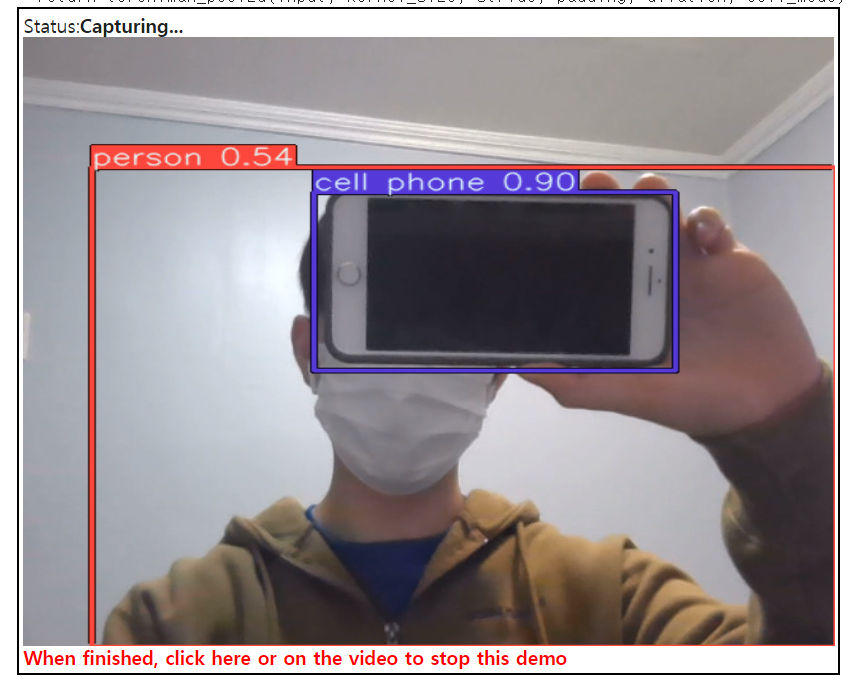 Status:Capturing...
person 0.54
cell phone 0.90
When finished, click here or on the video to stop this demo